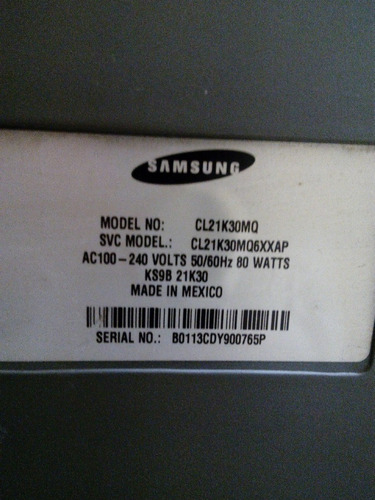 SAMSUNG
MODEL NO: CL21K30MQ
SVC MODEL.: CL21K30MQ6XXAP
AC100-240 VOLTS 50/60Hz 80 WATTS
KS9B 21K30
MADE IN MEXICO
SERIAL NO.: B0113CDY900765P